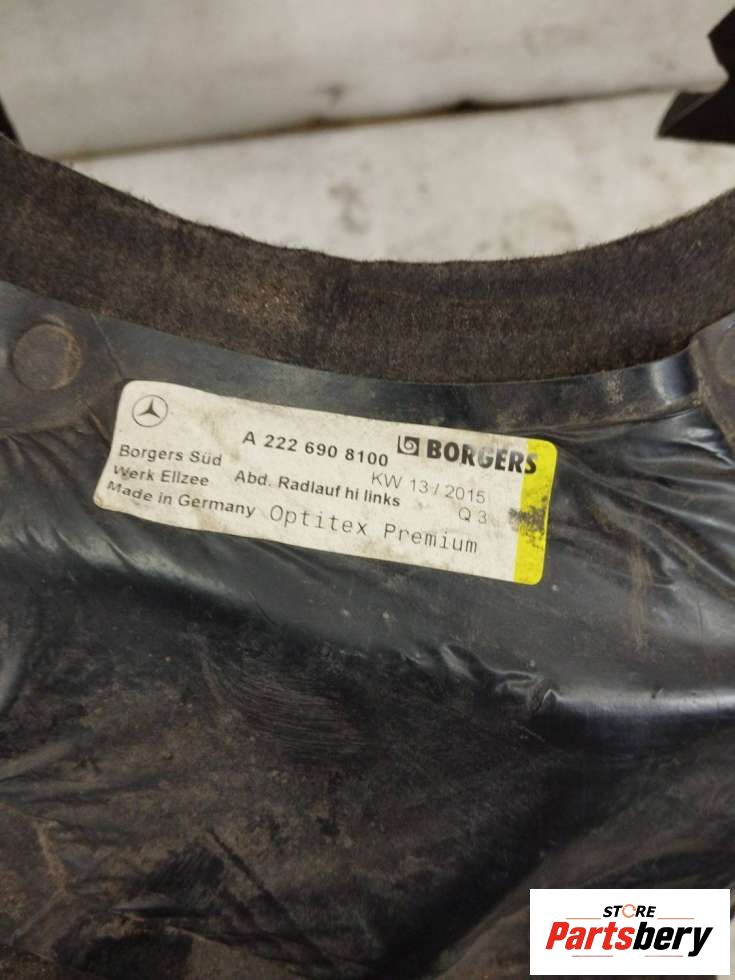 A 222 690 8100 BORGERS
Borgers Süd KW 13 / 2015
Werk Ellzee Abd. Radlauf hi links Q 3
Made in Germany Optitex Premium
STORE
Partsbery